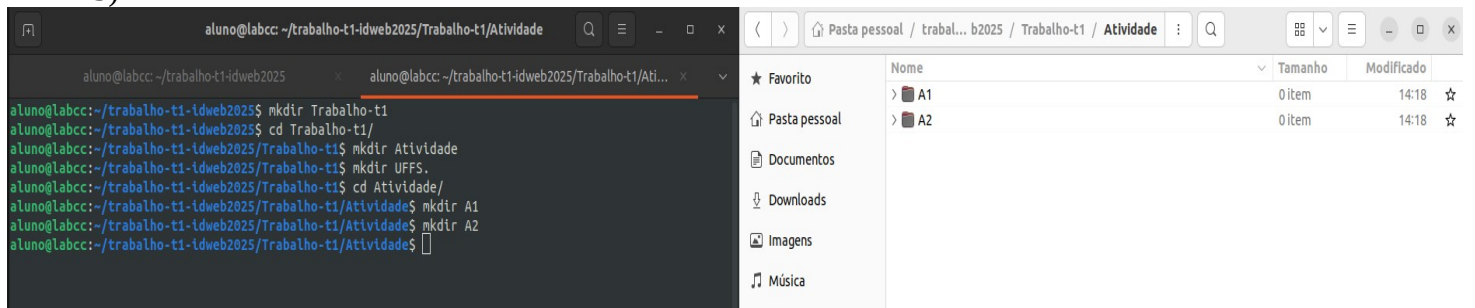 aluno@labcc: ~/trabalho-t1-idweb2025/Trabalho-t1/Atividade
aluno@labcc: ~/trabalho-t1-idweb2025
aluno@labcc: ~/trabalho-t1-idweb2025/Trabalho-t1/Ati...
aluno@labcc:~/trabalho-t1-idweb2025$ mkdir Trabalho-t1
aluno@labcc:~/trabalho-t1-idweb2025$ cd Trabalho-t1/
aluno@labcc:~/trabalho-t1-idweb2025/Trabalho-t1$ mkdir Atividade
aluno@labcc:~/trabalho-t1-idweb2025/Trabalho-t1$ mkdir UFFS.
aluno@labcc:~/trabalho-t1-idweb2025/Trabalho-t1$ cd Atividade/
aluno@labcc:~/trabalho-t1-idweb2025/Trabalho-t1/Atividade$ mkdir A1
aluno@labcc:~/trabalho-t1-idweb2025/Trabalho-t1/Atividade$ mkdir A2
aluno@labcc:~/trabalho-t1-idweb2025/Trabalho-t1/Atividade$
Pasta pessoal / trabal... b2025 / Trabalho-t1 / Atividade
Favorito
Pasta pessoal
Documentos
Downloads
Imagens
Música
Nome Tamanho Modificado
A1 0 item 14:18
A2 0 item 14:18